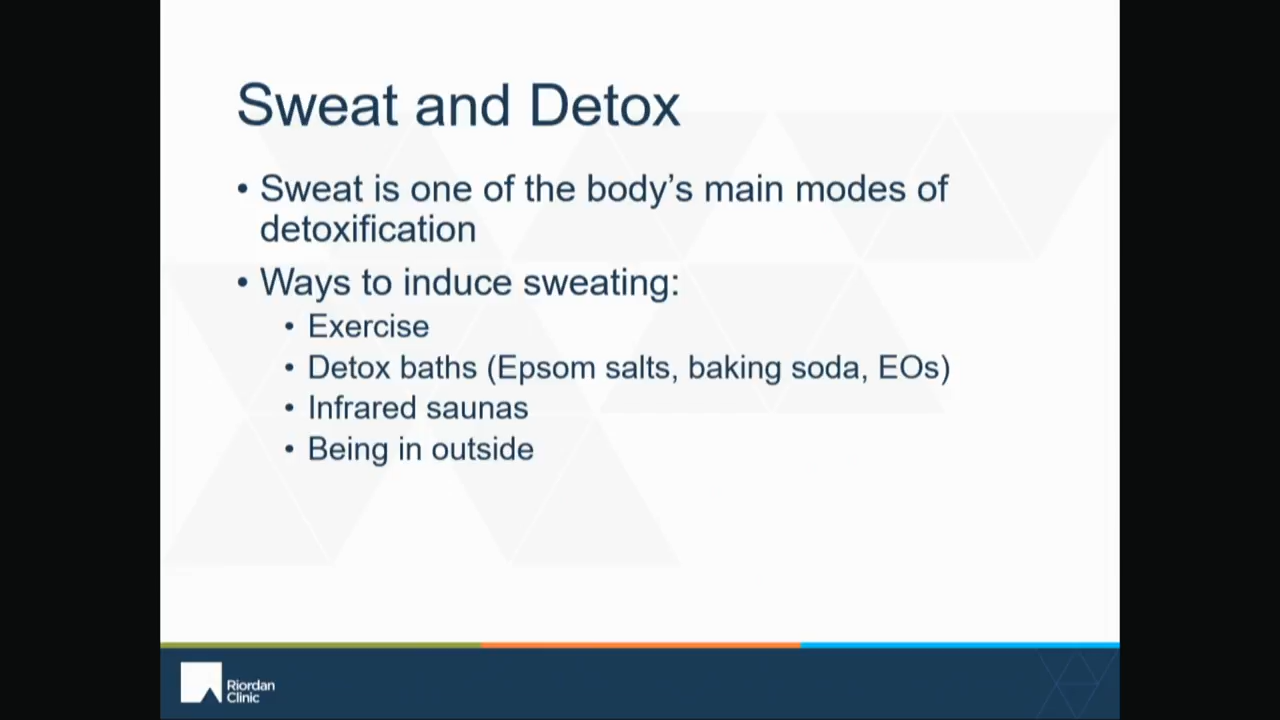 Sweat and Detox
• Sweat is one of the body’s main modes of
detoxification
• Ways to induce sweating:
• Exercise
• Detox baths (Epsom salts, baking soda, EOs)
• Infrared saunas
• Being in outside
Riordan
Clinic